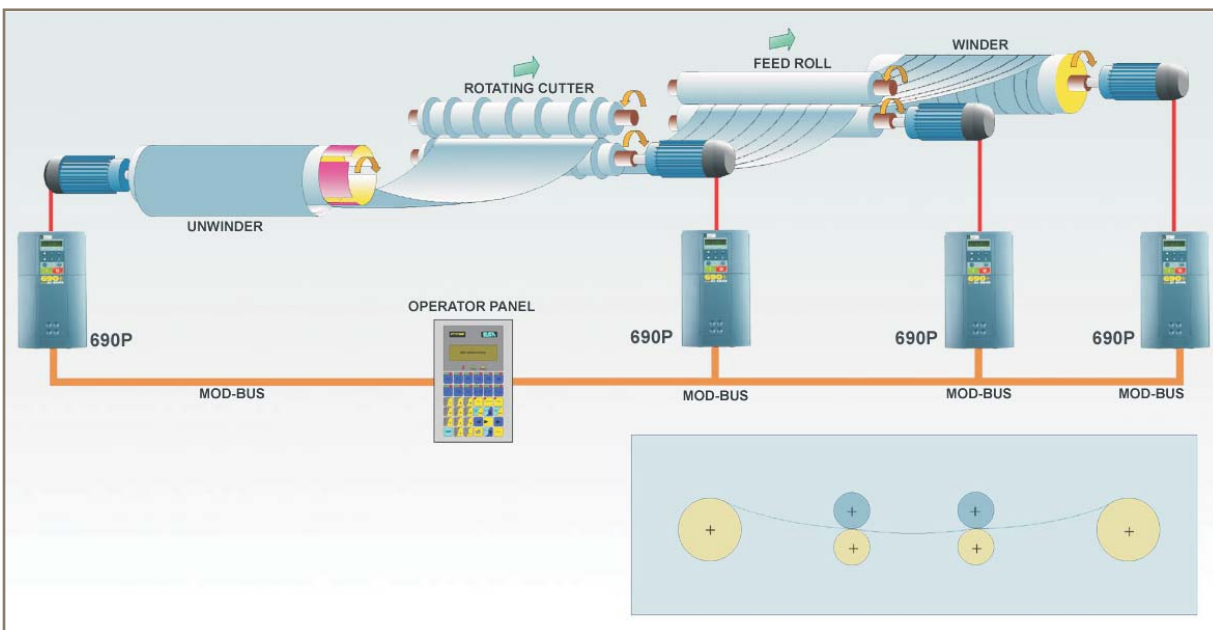 WINDER
FEED ROLL
ROTATING CUTTER
UNWINDER
OPERATOR PANEL
690P
690P
690P
690P
MOD-BUS
MOD-BUS
MOD-BUS
MOD-BUS